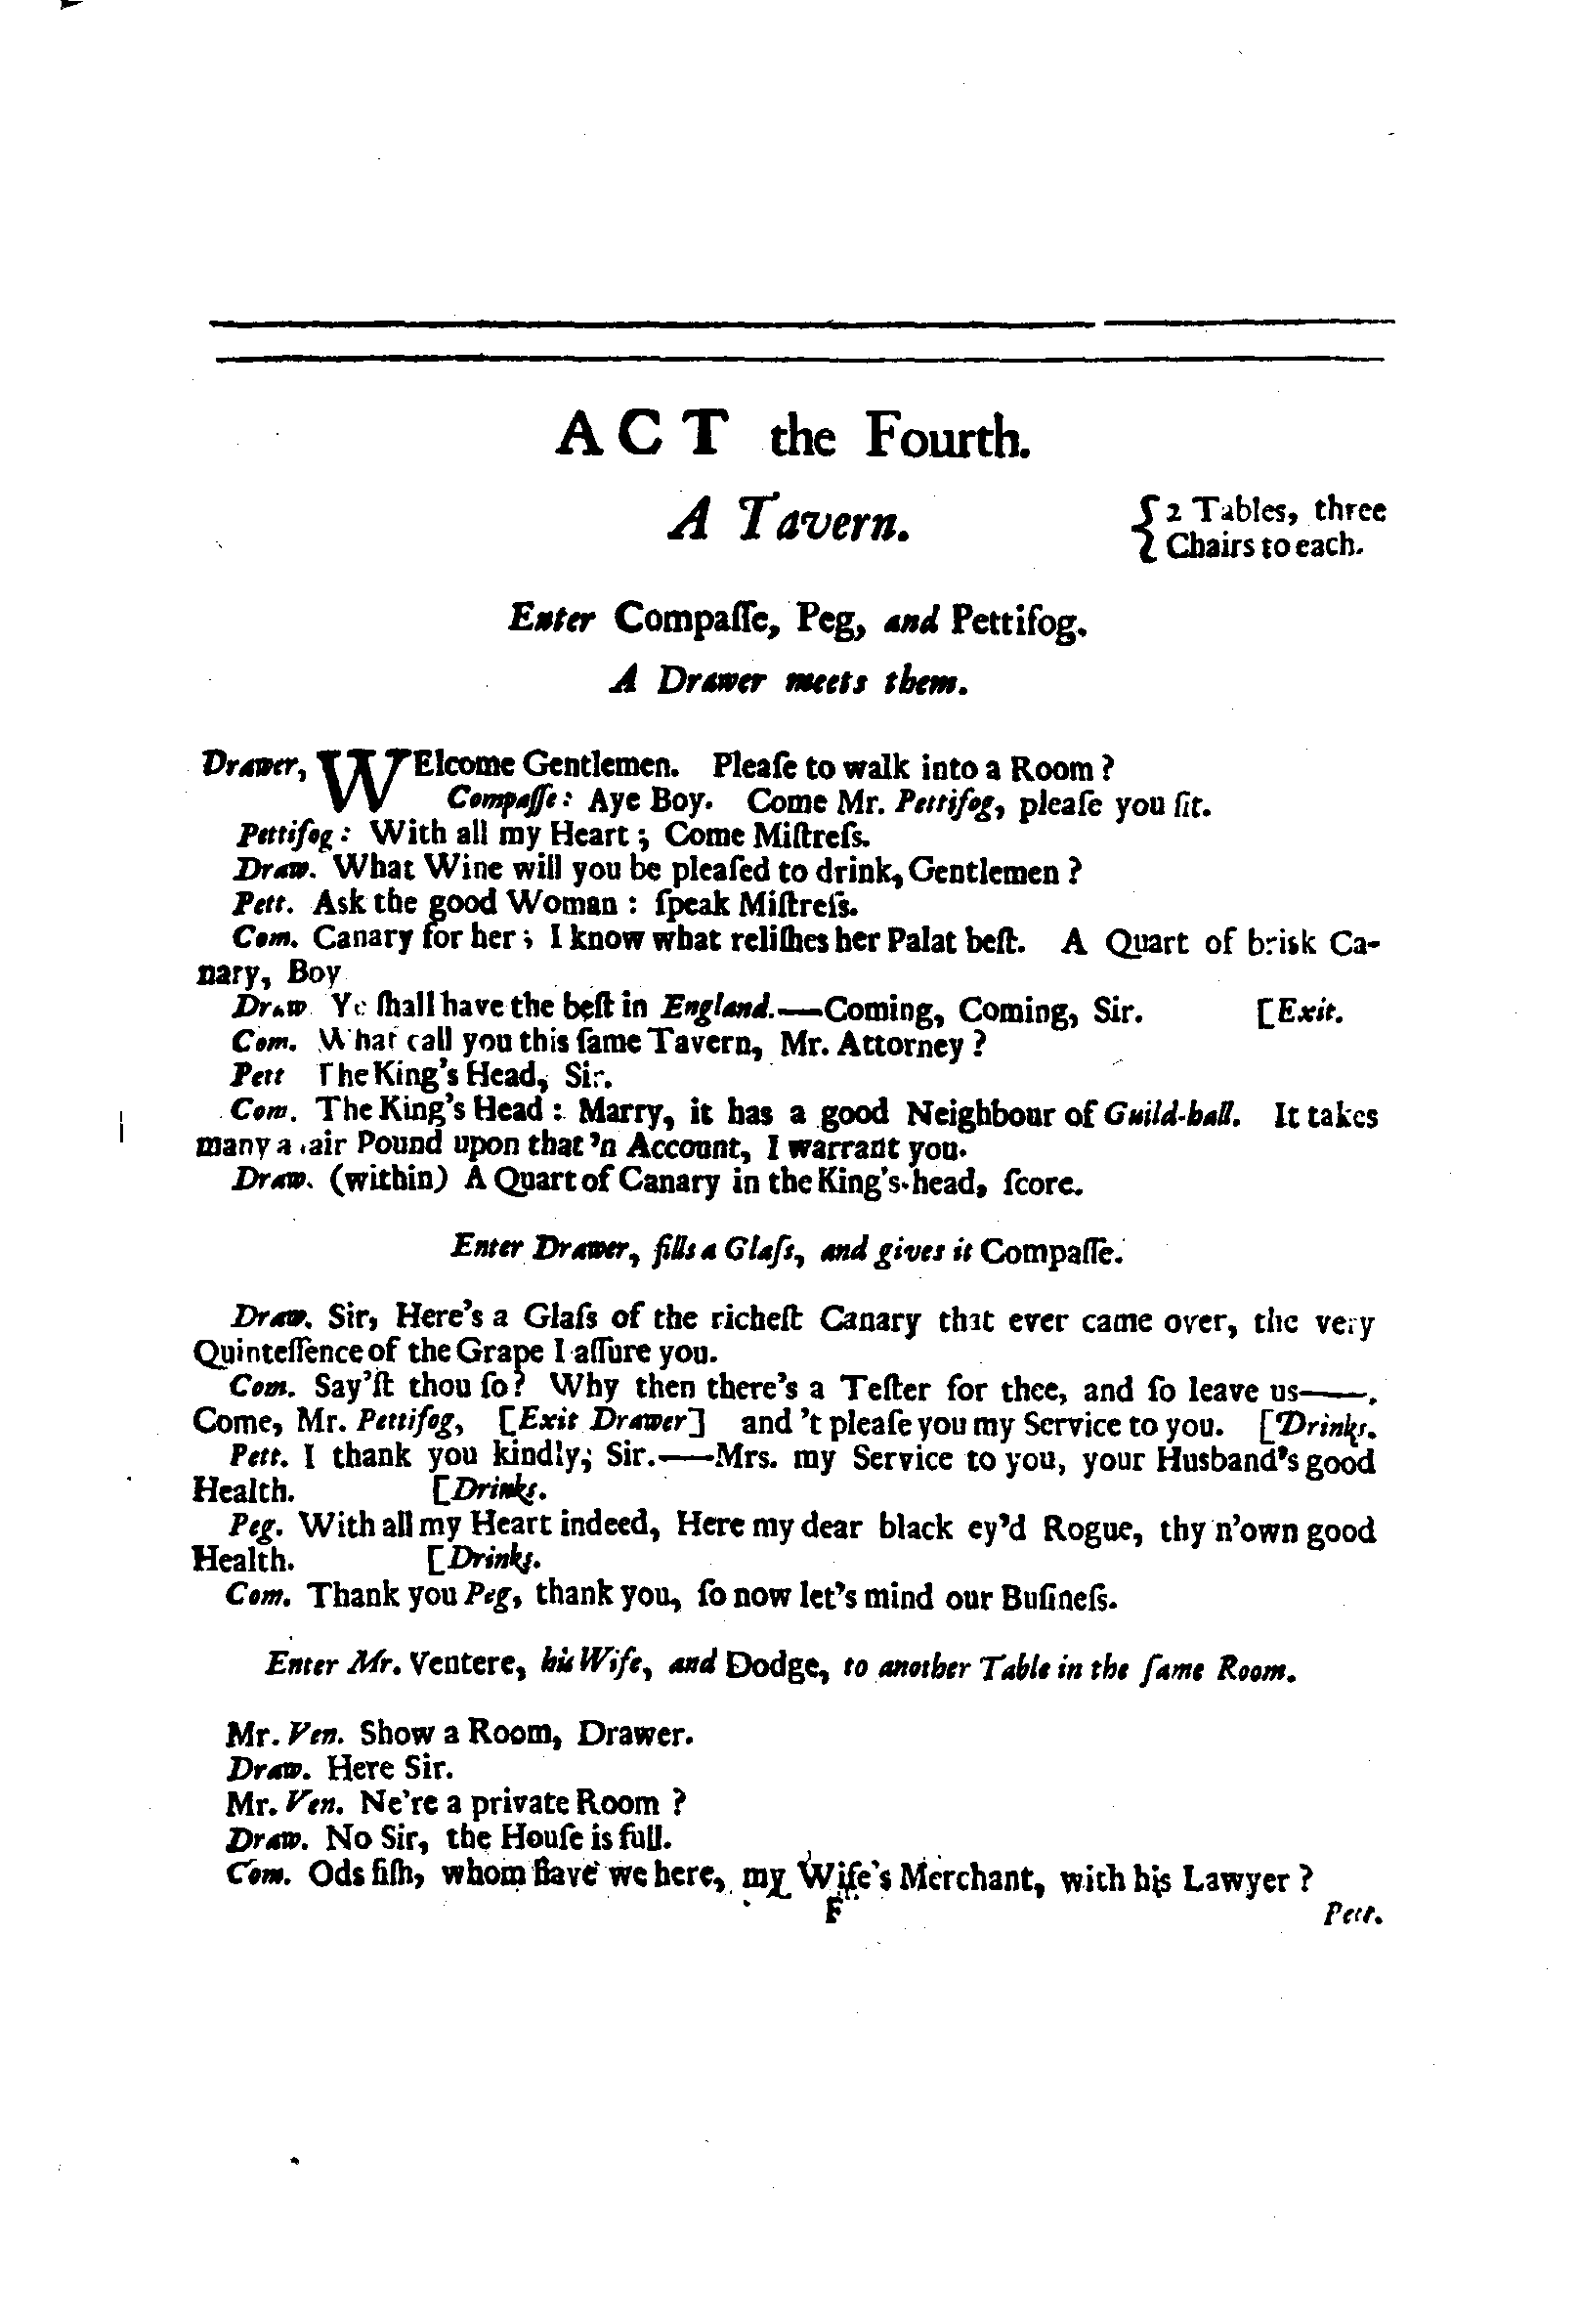 ACT the Fourth.
A Tavern.
{ 2 Tables, three
Chairs to each.
Enter Compaſſe, Peg, and Pettifog.
A Drawer meets them.
Drawer, WElcome Gentlemen. Pleaſe to walk into a Room ?
Compaſſe: Aye Boy. Come Mr. Pettifog, pleaſe you ſit.
Pettifog: With all my Heart ; Come Miſtreſs.
Draw. What Wine will you be pleaſed to drink, Gentlemen ?
Pett. Ask the good Woman : ſpeak Miſtreſs.
Com. Canary for her ; I know what reliſhes her Palat beſt. A Quart of brisk Ca-
nary, Boy
Draw Ye ſhall have the beſt in England.—Coming, Coming, Sir. [Exit.
Com. What call you this ſame Tavern, Mr. Attorney ?
Pett The King's Head, Sir.
Com. The King's Head : Marry, it has a good Neighbour of Guild-hall. It takes
many a air Pound upon that 'n Account, I warrant you.
Draw. (within) A Quart of Canary in the King's-head, ſcore.
Enter Drawer, fills a Glaſs, and gives it Compaſſe.
Draw. Sir, Here's a Glaſs of the richeſt Canary that ever came over, the very
Quinteſſence of the Grape I aſſure you.
Com. Say'ſt thou ſo? Why then there's a Teſter for thee, and ſo leave us——.
Come, Mr. Pettifog, [Exit Drawer] and 't pleaſe you my Service to you. [Drinks.
Pett. I thank you kindly; Sir.——Mrs. my Service to you, your Husband's good
Health. [Drinks.
Peg. With all my Heart indeed, Here my dear black ey'd Rogue, thy n'own good
Health. [Drinks.
Com. Thank you Peg, thank you, ſo now let's mind our Buſineſs.
Enter Mr. Ventere, his Wife, and Dodge, to another Table in the ſame Room.
Mr. Ven. Show a Room, Drawer.
Draw. Here Sir.
Mr. Ven. Ne're a private Room ?
Draw. No Sir, the Houſe is full.
Com. Ods fiſh, whom have we here, my Wife's Merchant, with his Lawyer ?
F Pett.